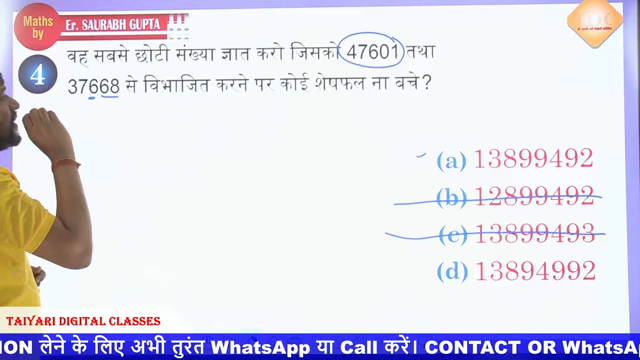 Maths
by
Er. SAURABH GUPTA
4
वह सबसे छोटी संख्या ज्ञात करो जिसको 47601 तथा
37668 से विभाजित करने पर कोई शेषफल ना बचे?
(a) 13899492
(b) 12899492
(c) 13899493
(d) 13894992
TAIYARI DIGITAL CLASSES
ION लेने के लिए अभी तुरंत WhatsApp या Call करें। CONTACT OR WhatsA